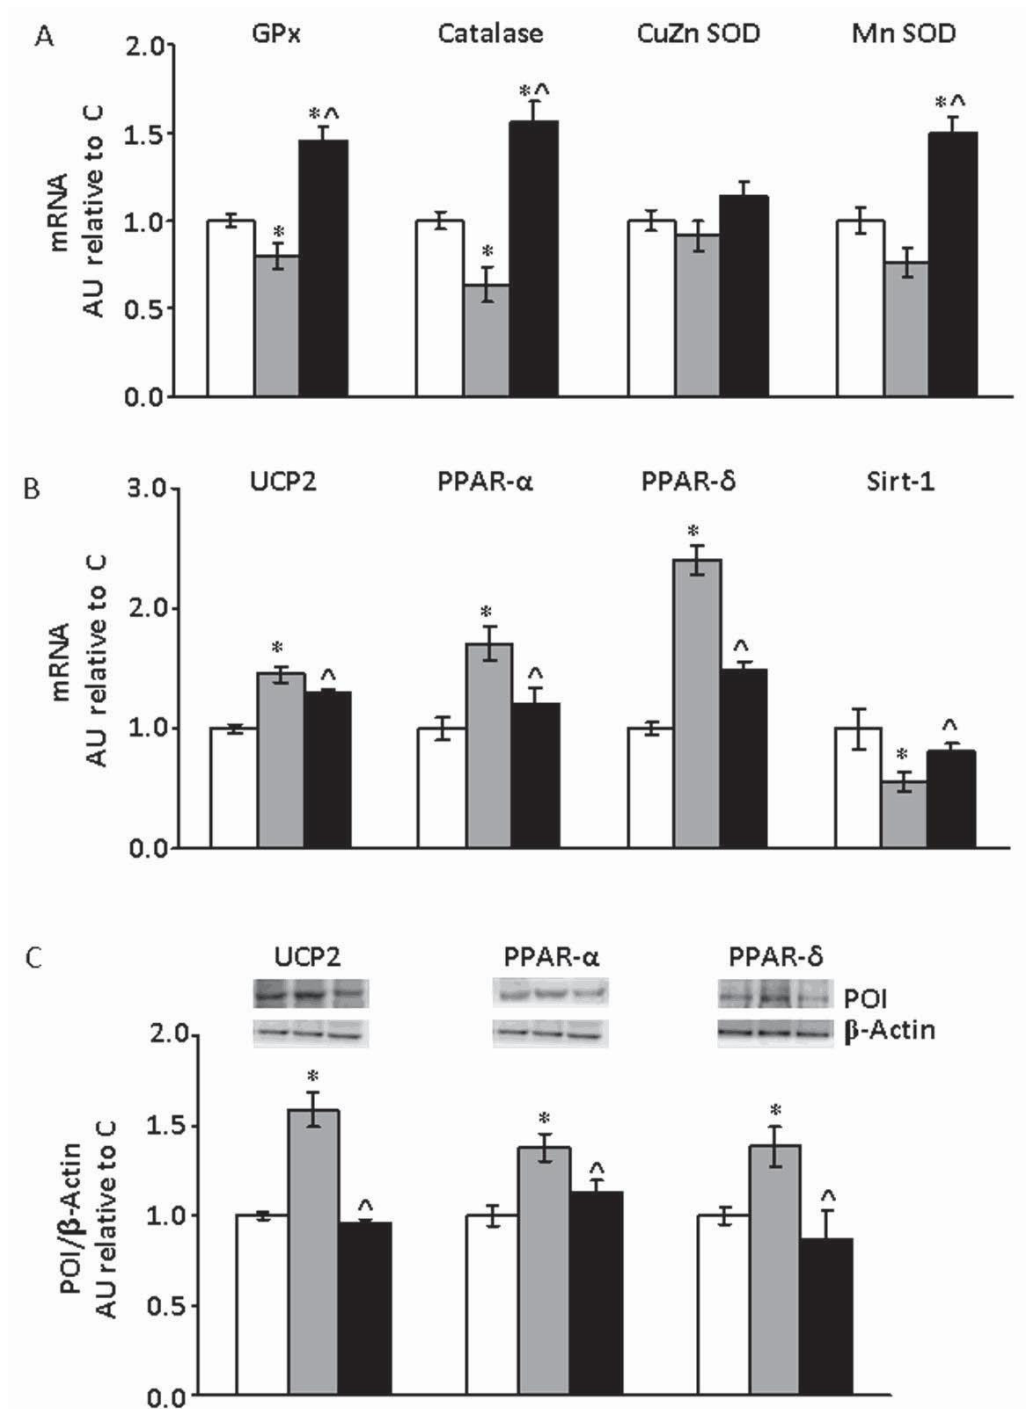 A
GPx Catalase CuZn SOD Mn SOD
mRNA
AU relative to C
2.0
1.5
1.0
0.5
0.0
*
*^
*
*^
*^
B
UCP2 PPAR-α PPAR-δ Sirt-1
mRNA
AU relative to C
3.0
2.0
1.0
0.0
*
^
*
^
*
^
*
^
C
UCP2 PPAR-α PPAR-δ
POI
β-Actin
POI/β-Actin
AU relative to C
2.0
1.5
1.0
0.5
0.0
*
^
*
^
*
^